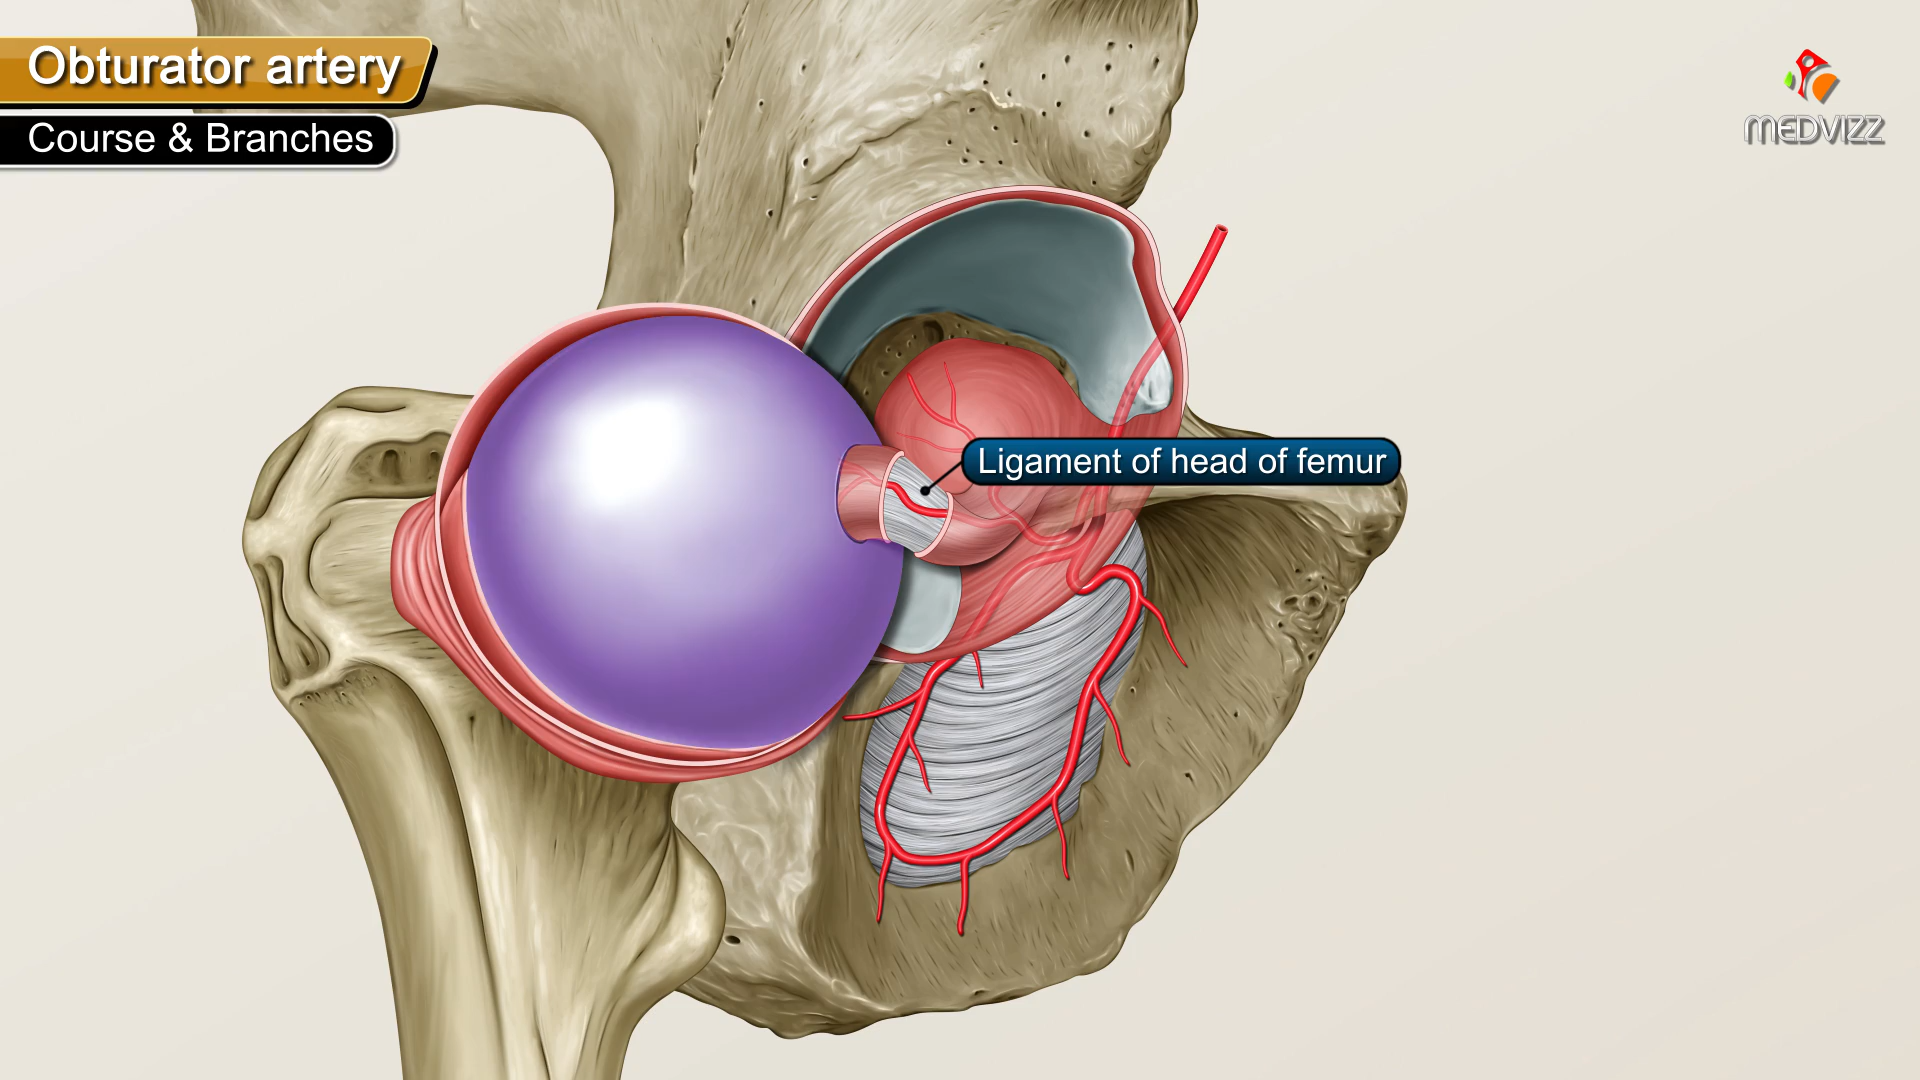 Obturator artery
Course & Branches
MEDVIZZ
Ligament of head of femur